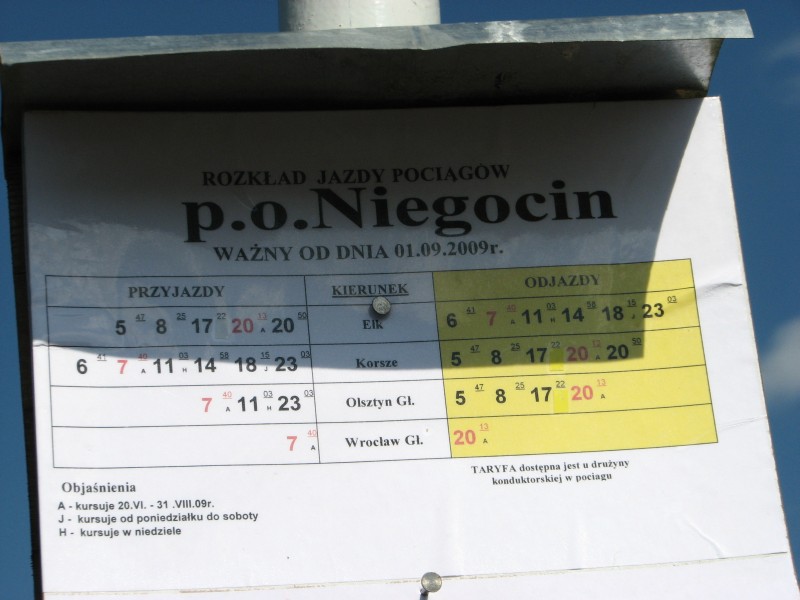 ROZKŁAD JAZDY POCIĄGÓW
p.o.Niegocin
WAŻNY OD DNIA 01.09.2009r.
PRZYJAZDY KIERUNEK ODJAZDY
5 47 8 25 17 22 20 13 A 20 50 Ełk 6 41 7 40 A 11 03 H 14 58 18 15 J 23 03
6 41 7 40 A 11 03 H 14 58 18 15 J 23 03 Korsze 5 47 8 25 17 22 20 13 A 20 50
7 40 A 11 03 H 23 03 Olsztyn Gł. 5 47 8 25 17 22 20 13 A
7 40 A Wrocław Gł. 20 13 A
TARYFA dostępna jest u drużyny
konduktorskiej w pociagu
Objaśnienia
A - kursuje 20.VI. - 31 .VIII.09r.
J - kursuje od poniedziałku do soboty
H - kursuje w niedziele